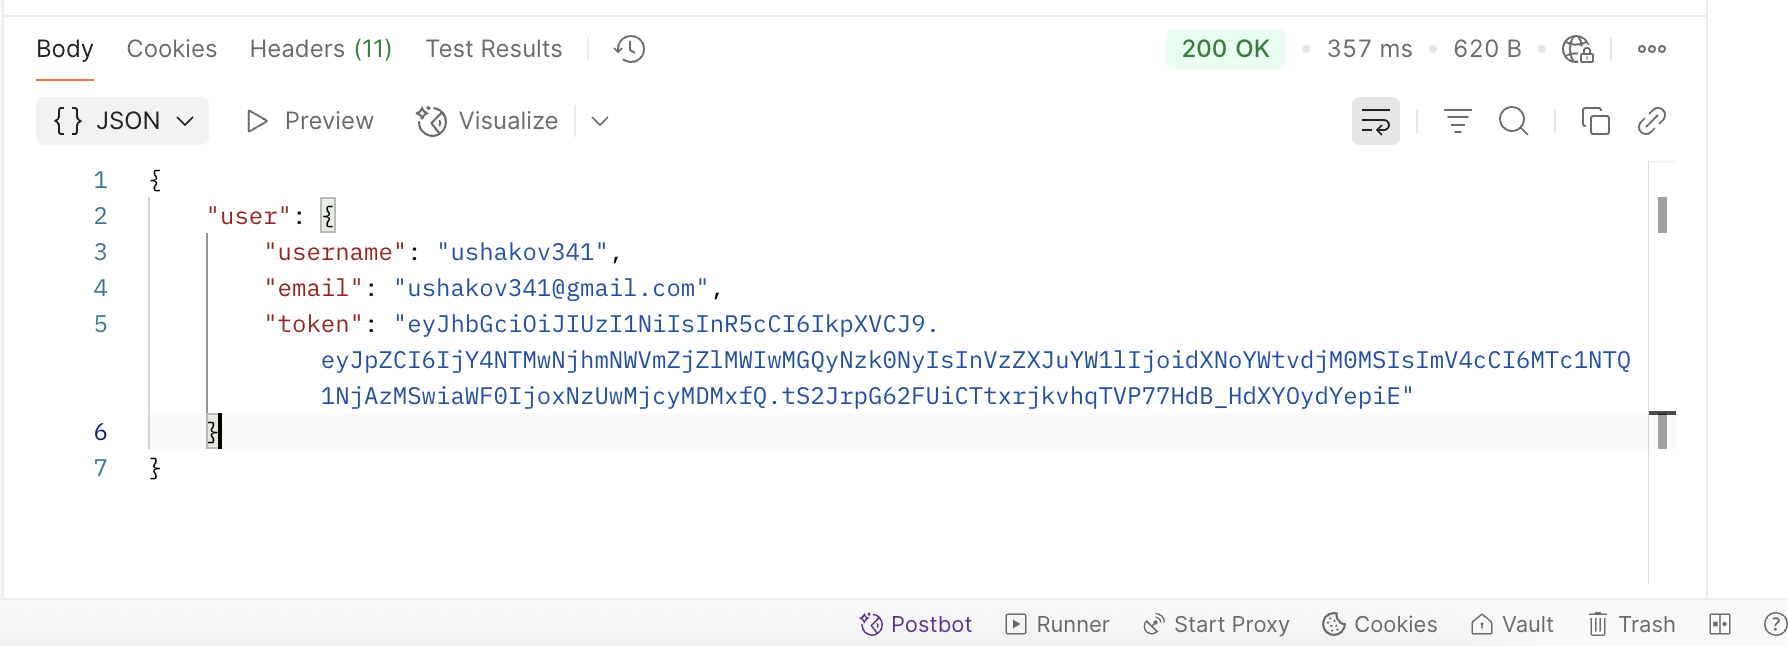 Body Cookies Headers (11) Test Results 200 OK 357 ms 620 B
{} JSON Preview Visualize
1 {
2 "user": {
3 "username": "ushakov341",
4 "email": "ushakov341@gmail.com",
5 "token": "eyJhbGciOiJIUzI1NiIsInR5cCI6IkpXVCJ9.
eyJpZCI6IjY4NTMwNjhmNWVmZjZlMWIwMGQyNzk0NyIsInVzZXJuYW1lIjoidXNoYWtvdjM0MSIsImV4cCI6MTc1NTQ
1NjAzMSwiaWF0IjoxNzUwMjcyMDMxfQ.tS2JrpG62FUiCTtxrjkvhqTVP77HdB_HdXYOydYepiE"
6 }
7 }
Postbot Runner Start Proxy Cookies Vault Trash